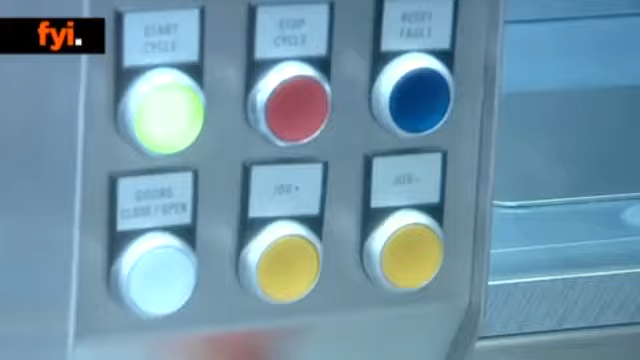 fyi.
START
CYCLE
STOP
CYCLE
RESET
FAULT
DOORS
CLOSE / OPEN
JOG +
JOG -